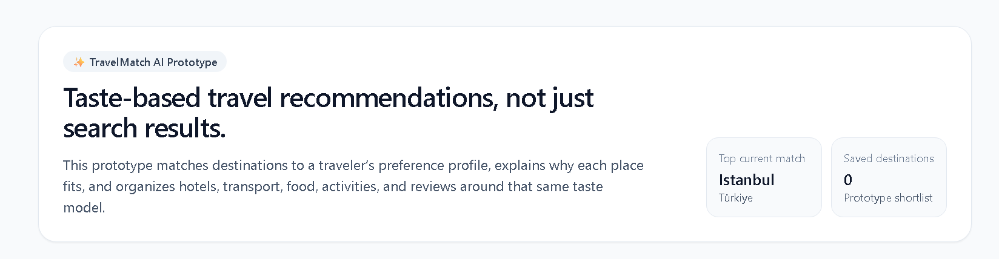 ✨ TravelMatch AI Prototype
Taste-based travel recommendations, not just
search results.
This prototype matches destinations to a traveler’s preference profile, explains why each place
fits, and organizes hotels, transport, food, activities, and reviews around that same taste
model.
Top current match
Istanbul
Türkiye
Saved destinations
0
Prototype shortlist